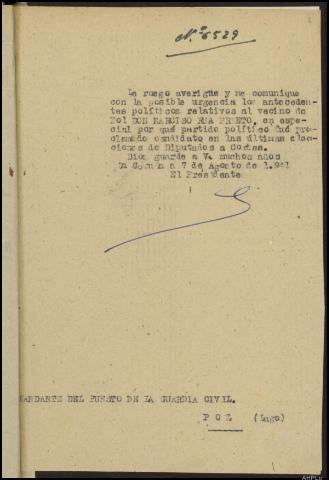 Nº 6529
Le ruego averigüe y me comunique
con la posible urgencia los anteceden-
tes políticos relativos al vecino de
Pol DON NARCISO RUA PRIETO, en espe-
cial por qué partido político fué pro-
clamado candidato en las últimas elec-
ciones de Diputados a Cortes.
Dios guarde a V. muchos años
La Coruña a 7 de Agosto de 1.941
El Presidente
MANDANTE DEL PUESTO DE LA GUARDIA CIVIL.
P O L (Lugo)
AHPLu